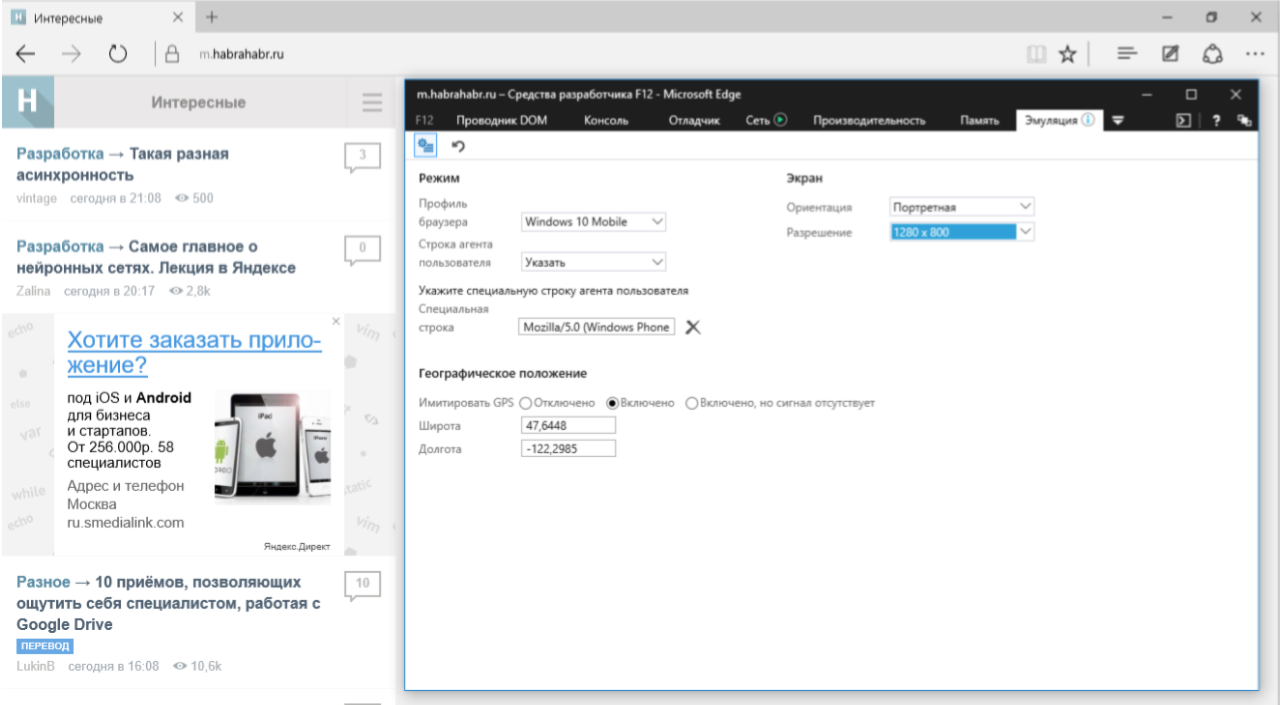 Интересные
m.habrahabr.ru
H
Интересные
Разработка → Такая разная
асинхронность
3
vintage сегодня в 21:08 500
Разработка → Самое главное о
нейронных сетях. Лекция в Яндексе
0
Zalina сегодня в 20:17 2,8k
echo
else
var
while
echo
vim
static
vim
Хотите заказать прило-
жение?
под iOS и Android
для бизнеса
и стартапов.
От 256.000р. 58
специалистов
Адрес и телефон
Москва
ru.smedialink.com
iPad
Яндекс.Директ
Разное → 10 приёмов, позволяющих
ощутить себя специалистом, работая с
Google Drive
10
ПЕРЕВОД
LukinB сегодня в 16:08 10,6k
m.habrahabr.ru – Средства разработчика F12 - Microsoft Edge
F12 Проводник DOM Консоль Отладчик Сеть Производительность Память Эмуляция ?
Режим
Профиль
браузера
Windows 10 Mobile
Строка агента
пользователя
Указать
Укажите специальную строку агента пользователя
Специальная
строка
Mozilla/5.0 (Windows Phone
Экран
Ориентация Портретная
Разрешение 1280 x 800
Географическое положение
Имитировать GPS Отключено Включено Включено, но сигнал отсутствует
Широта 47,6448
Долгота -122,2985